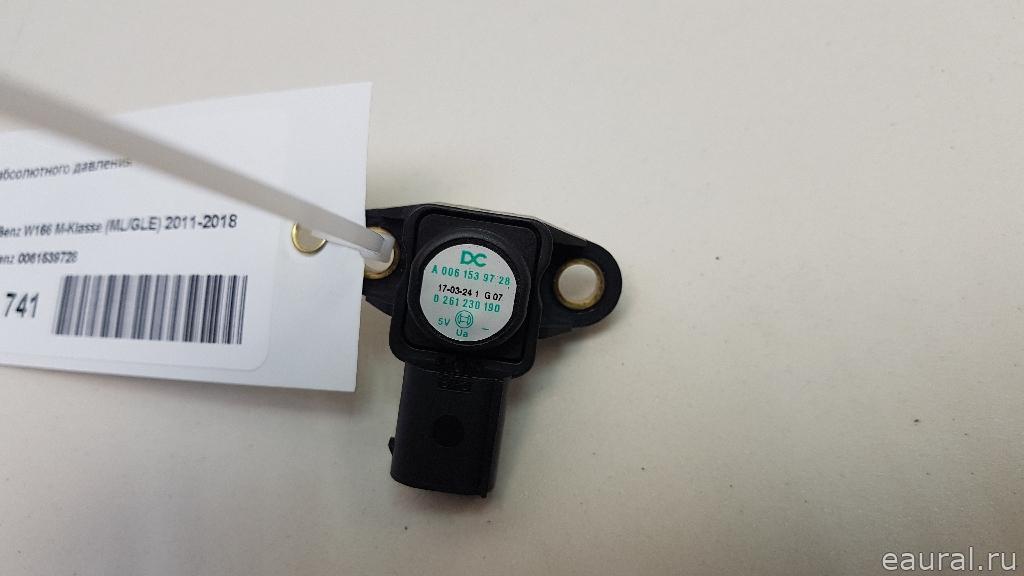 абсолютного давления
Benz W166 M-Klasse (ML/GLE) 2011-2018
enz 0061539728
741
DC
A 006 153 97 28
17-03-24 1 G 07
0 261 230 190
5V
Ua
eaural.ru